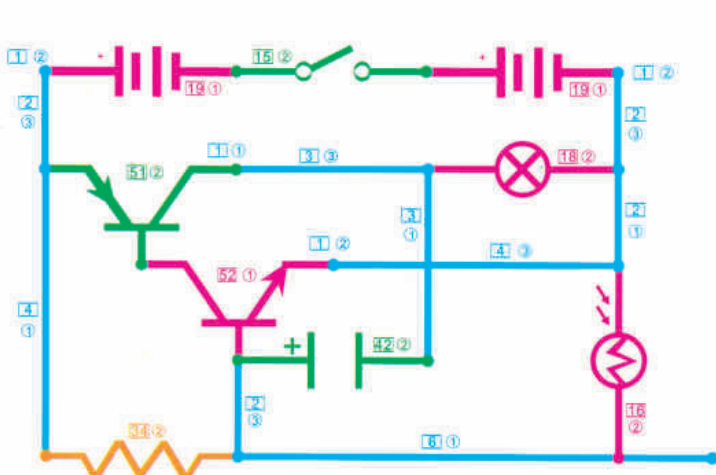 1 ② 15 ② 1 ②
+ +
19 ① 19 ①
2 ③ 2 ③
1 ① 3 ③ 18 ②
51 ②
3 ① 2 ①
1 ② 4 ③
52 ①
4 ①
+ 42 ②
2 ③ 16 ②
34 ② 6 ①